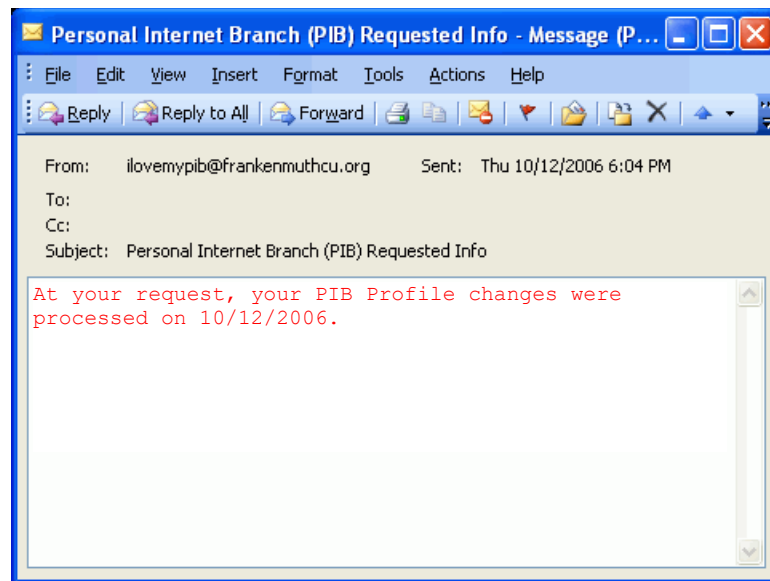 Personal Internet Branch (PIB) Requested Info - Message (P...
File Edit View Insert Format Tools Actions Help
Reply Reply to All Forward
From: ilovemypib@frankenmuthcu.org Sent: Thu 10/12/2006 6:04 PM
To:
Cc:
Subject: Personal Internet Branch (PIB) Requested Info
At your request, your PIB Profile changes were
processed on 10/12/2006.